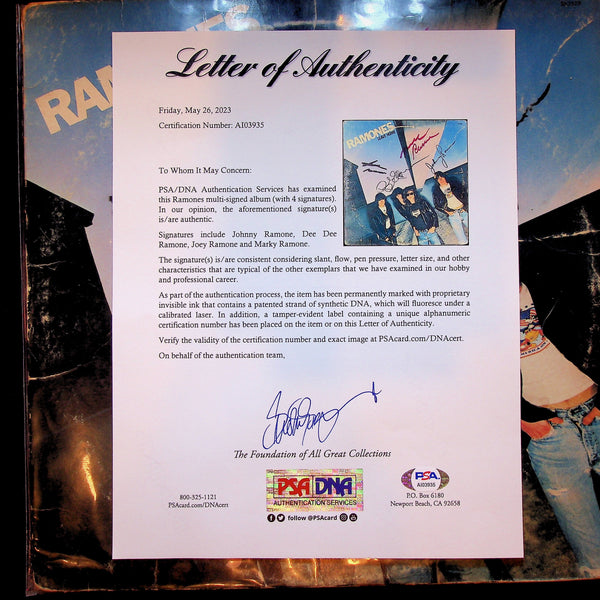 RAMONES
Letter of Authenticity
Friday, May 26, 2023
Certification Number: AI03935
RAMONES
To Whom It May Concern:
PSA/DNA Authentication Services has examined
this Ramones multi-signed album (with 4 signatures).
In our opinion, the aforementioned signature(s)
is/are authentic.
Signatures include Johnny Ramone, Dee Dee
Ramone, Joey Ramone and Marky Ramone.
The signature(s) is/are consistent considering slant, flow, pen pressure, letter size, and other
characteristics that are typical of the other exemplars that we have examined in our hobby
and professional career.
As part of the authentication process, the item has been permanently marked with proprietary
invisible ink that contains a patented strand of synthetic DNA, which will fluoresce under a
calibrated laser. In addition, a tamper-evident label containing a unique alphanumeric
certification number has been placed on the item or on this Letter of Authenticity.
Verify the validity of the certification number and exact image at PSAcard.com/DNAcert.
On behalf of the authentication team,
The Foundation of All Great Collections
800-325-1121
PSAcard.com/DNAcert
PSA DNA
AUTHENTICATION SERVICES
follow @PSAcard
PSA
AI03935
P.O. Box 6180
Newport Beach, CA 92658